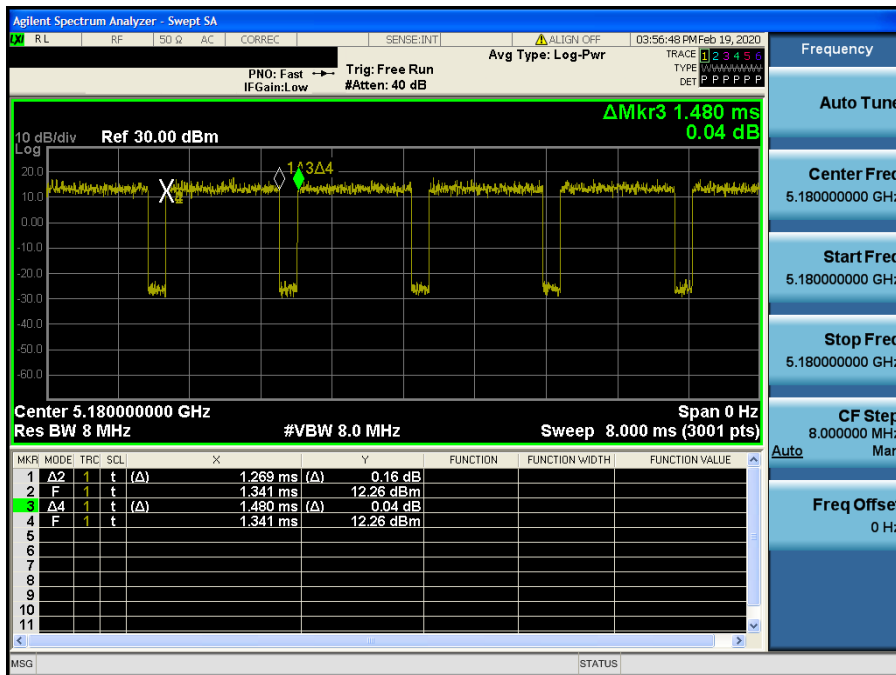 Agilent Spectrum Analyzer - Swept SA
LXI RL RF 50 Ω AC CORREC SENSE:INT ALIGN OFF 03:56:48 PM Feb 19, 2020
Frequency
Avg Type: Log-Pwr
TRACE 1 2 3 4 5 6
PNO: Fast Trig: Free Run
TYPE WWWWWW
IFGain:Low #Atten: 40 dB
DET P P P P P P
Auto Tune
ΔMkr3 1.480 ms
0.04 dB
10 dB/div Ref 30.00 dBm
Log
20.0
10.0
0.00
-10.0
-20.0
-30.0
-40.0
-50.0
-60.0
1Δ3Δ4
Center Freq
5.180000000 GHz
Start Freq
5.180000000 GHz
Stop Freq
5.180000000 GHz
Center 5.180000000 GHz Span 0 Hz
Res BW 8 MHz #VBW 8.0 MHz Sweep 8.000 ms (3001 pts)
CF Step
8.000000 MHz
Auto Man
MKR MODE TRC SCL X Y FUNCTION FUNCTION WIDTH FUNCTION VALUE
1 Δ2 1 t (Δ) 1.269 ms (Δ) 0.16 dB
2 F 1 t 1.341 ms 12.26 dBm
3 Δ4 1 t (Δ) 1.480 ms (Δ) 0.04 dB
4 F 1 t 1.341 ms 12.26 dBm
5
6
7
8
9
10
11
Freq Offset
0 Hz
MSG STATUS